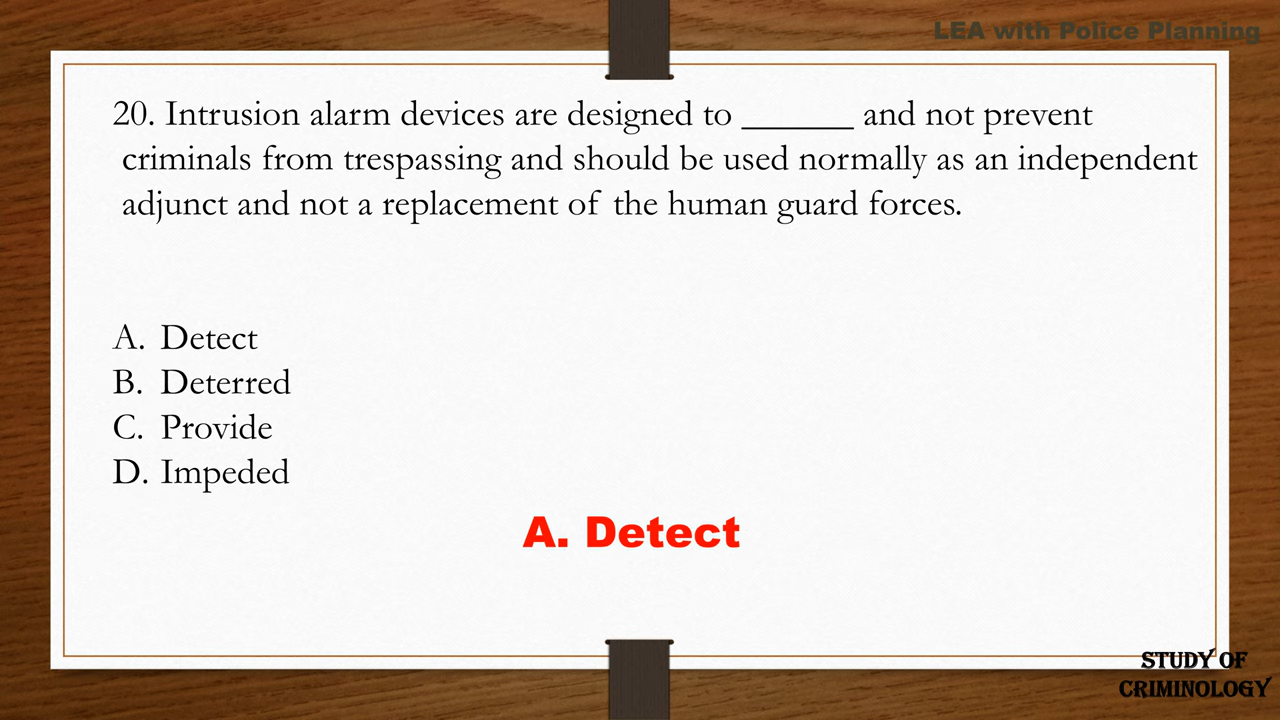 LEA with Police Planning
20. Intrusion alarm devices are designed to ______ and not prevent
criminals from trespassing and should be used normally as an independent
adjunct and not a replacement of the human guard forces.
A. Detect
B. Deterred
C. Provide
D. Impeded
A. Detect
STUDY OF
CRIMINOLOGY